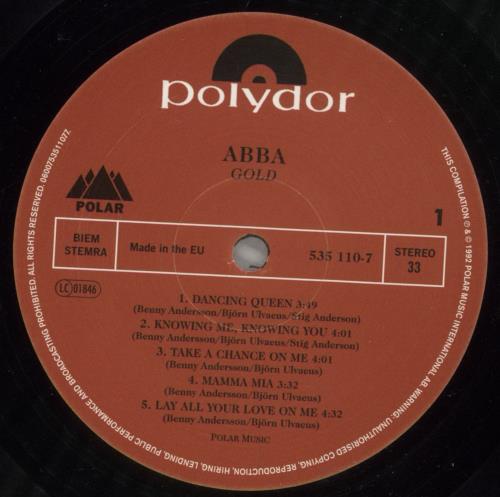 polydor
ABBA
GOLD
POLAR
1
BIEM
STEMRA
Made in the EU
535 110-7
STEREO
33
LC 01846
1. DANCING QUEEN 3:49
(Benny Andersson/Björn Ulvaeus/Stig Anderson)
2. KNOWING ME, KNOWING YOU 4:01
(Benny Andersson/Björn Ulvaeus/Stig Anderson)
3. TAKE A CHANCE ON ME 4:01
(Benny Andersson/Björn Ulvaeus)
4. MAMMA MIA 3:32
(Benny Andersson/Björn Ulvaeus/Stig Anderson)
5. LAY ALL YOUR LOVE ON ME 4:32
(Benny Andersson/Björn Ulvaeus)
POLAR MUSIC
THIS COMPILATION ℗ & © 1992 POLAR MUSIC INTERNATIONAL AB WARNING: UNAUTHORISED COPYING, REPRODUCTION, HIRING, LENDING, PUBLIC PERFORMANCE AND BROADCASTING PROHIBITED. ALL RIGHTS RESERVED. 0600753511077.